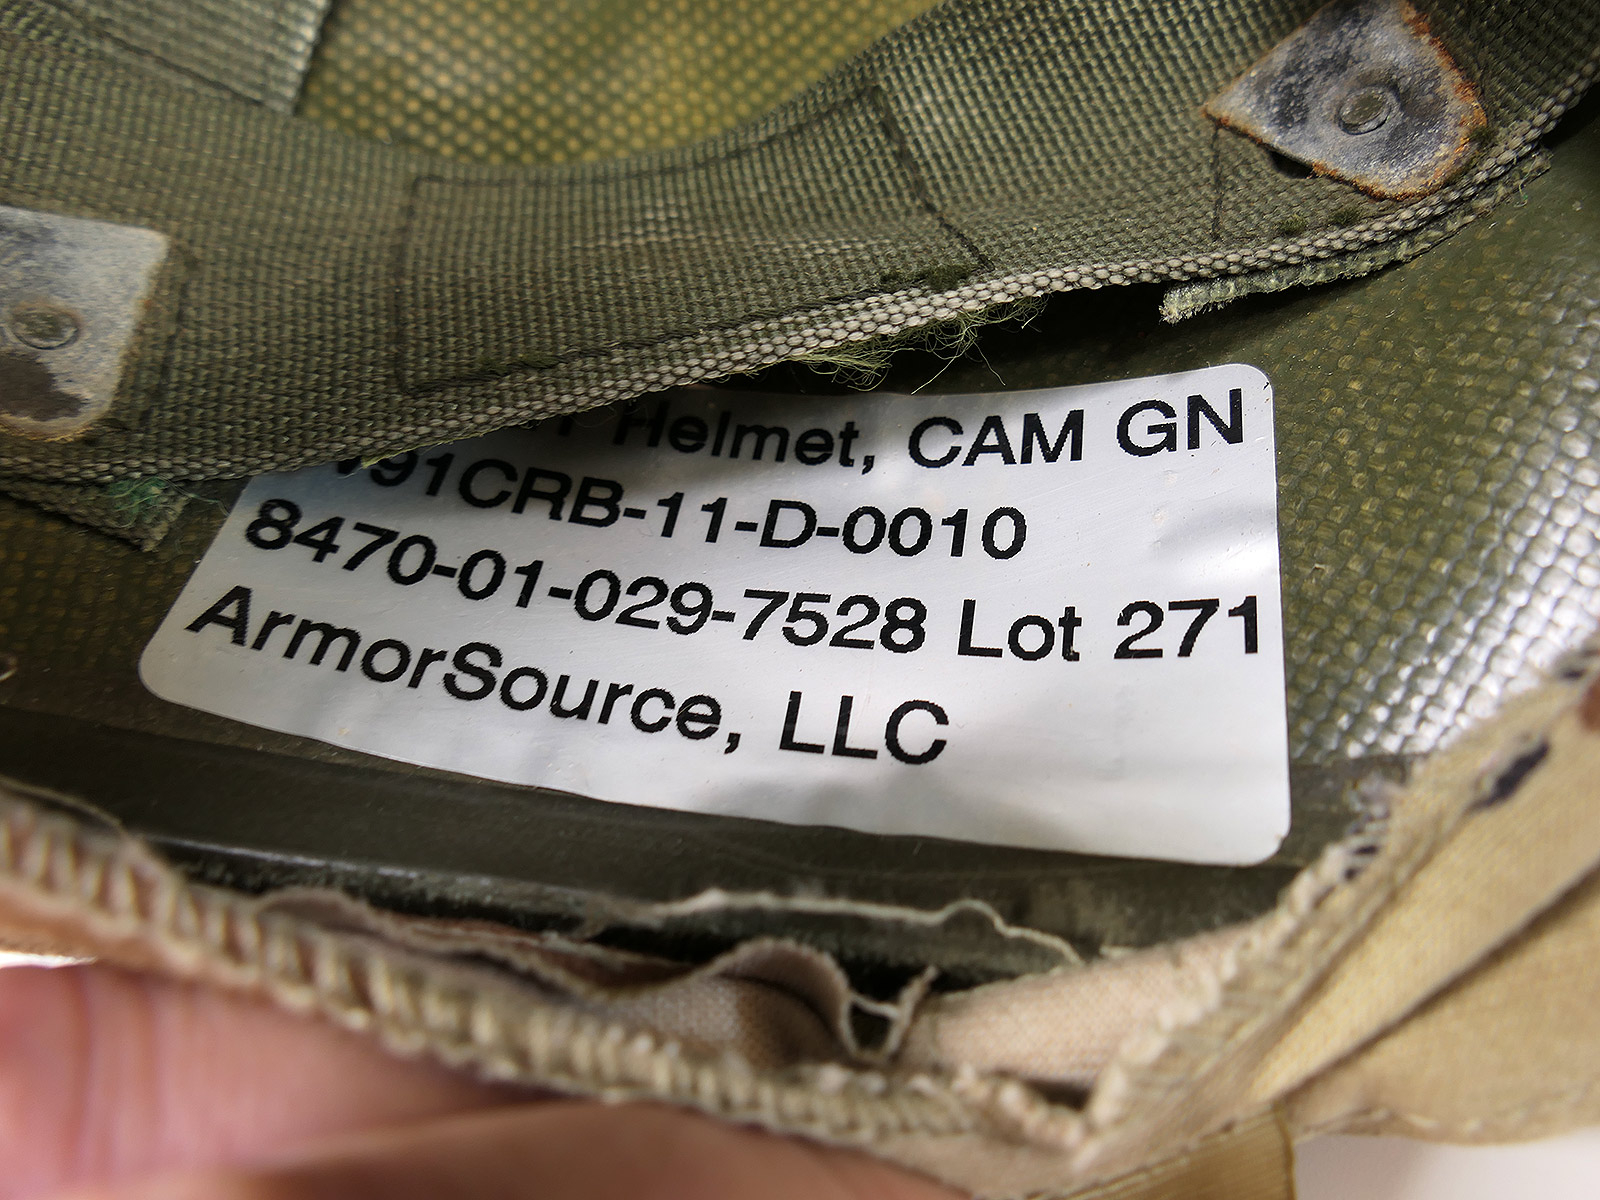 Helmet, CAM GN
91CRB-11-D-0010
8470-01-029-7528 Lot 271
ArmorSource, LLC